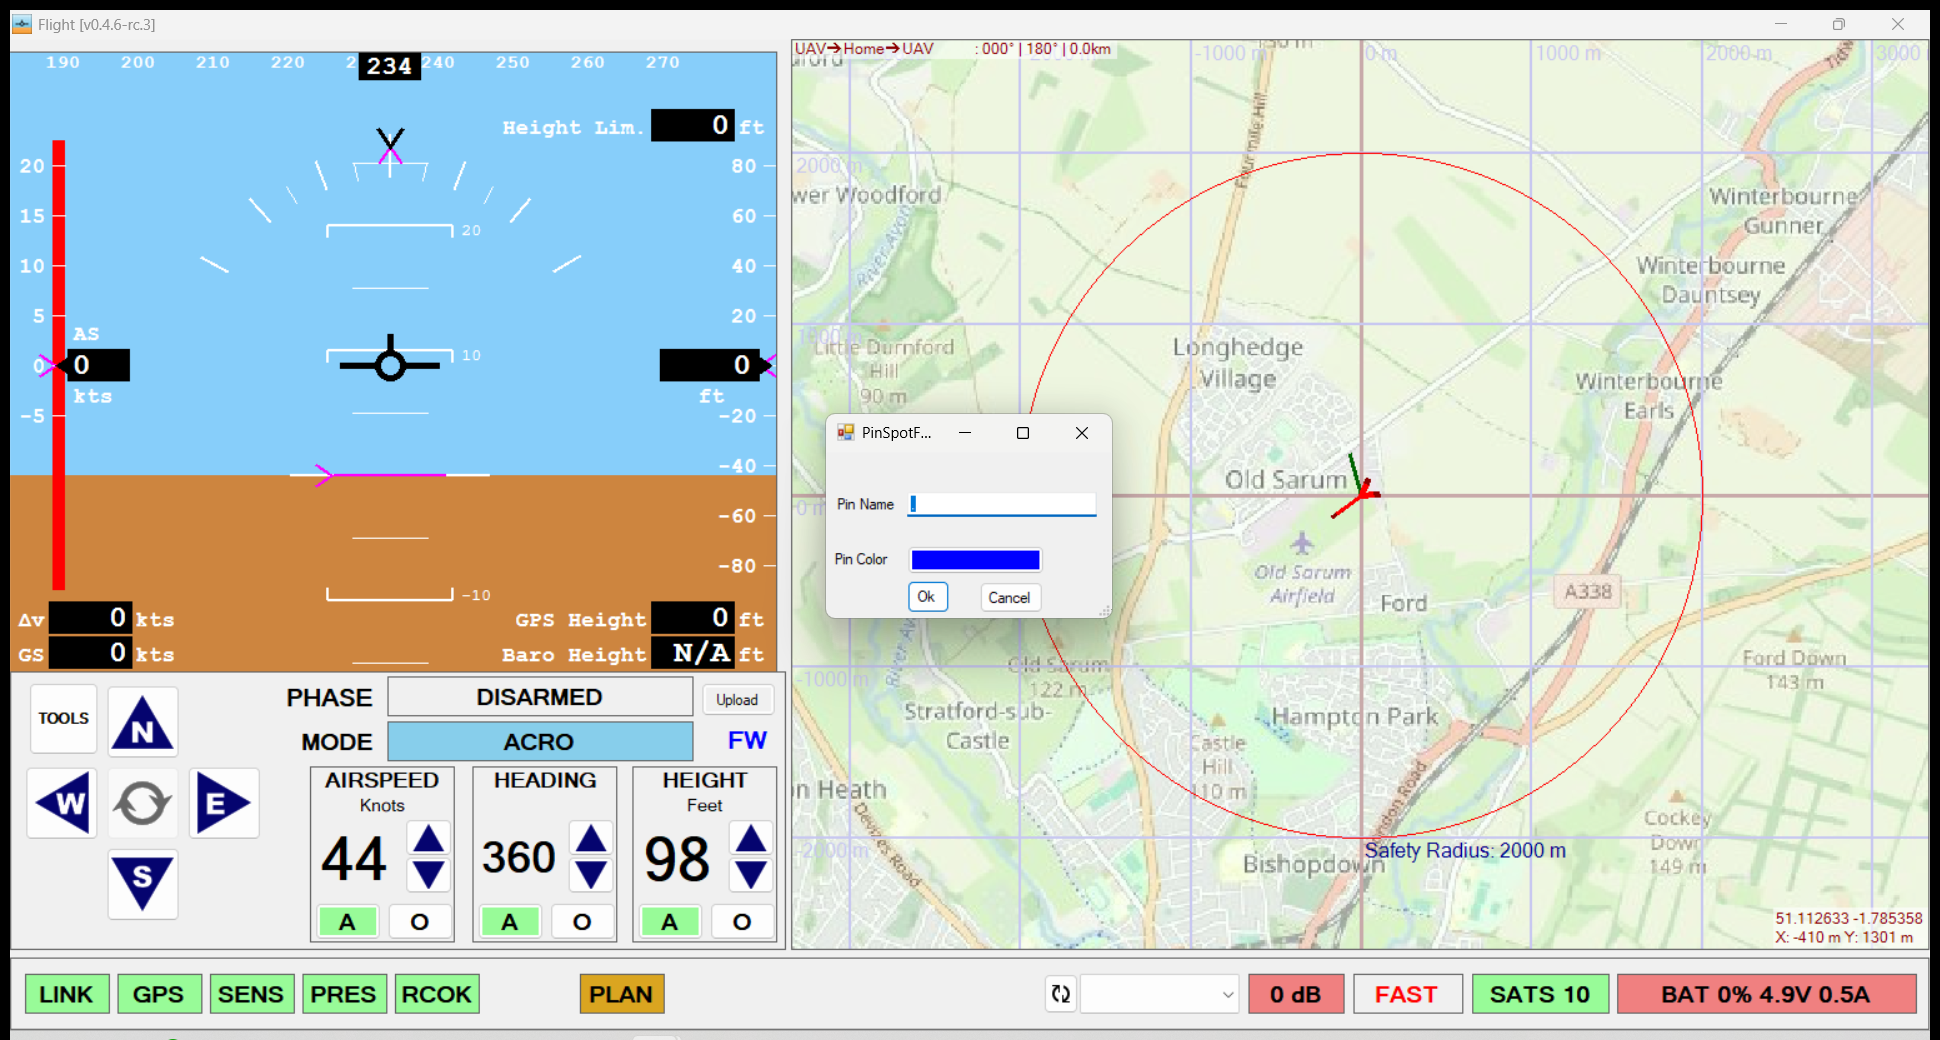 Flight [v0.4.6-rc.3]
190 200 210 220 2 234 240 250 260 270
Height Lim. 0 ft
20
15
10
5
0
-5
AS
0
kts
20
10
-10
80
60
40
20
0
ft
-20
-40
-60
-80
Δv 0 kts
GS 0 kts
GPS Height 0 ft
Baro Height N/A ft
UAV→Home→UAV : 000° | 180° | 0.0km
-1000 m
0 m
1000 m
2000 m
3000
2000 m
1000 m
0 m
-1000 m
-2000 m
wer Woodford
River Avon
Four Mile Hill
Winterbourne
Gunner
Winterbourne
Dauntsey
Little Durnford
Hill
90 m
Longhedge
Village
Winterbourne
Earls
Old Sarum
Old Sarum
Airfield
Ford
A338
Old Sarum
122 m
Ford Down
143 m
Stratford-sub-
Castle
Hampton Park
Castle
Hill
110 m
n Heath
Devizes Road
ndon Road
Cockey
Down
149 m
Bishopdown
Safety Radius: 2000 m
51.112633 -1.785358
X: -410 m Y: 1301 m
PinSpotF...
Pin Name .
Pin Color
Ok Cancel
TOOLS
N
W
E
S
PHASE DISARMED Upload
MODE ACRO FW
AIRSPEED
Knots
44
A O
HEADING
360
A O
HEIGHT
Feet
98
A O
LINK GPS SENS PRES RCOK PLAN 0 dB FAST SATS 10 BAT 0% 4.9V 0.5A